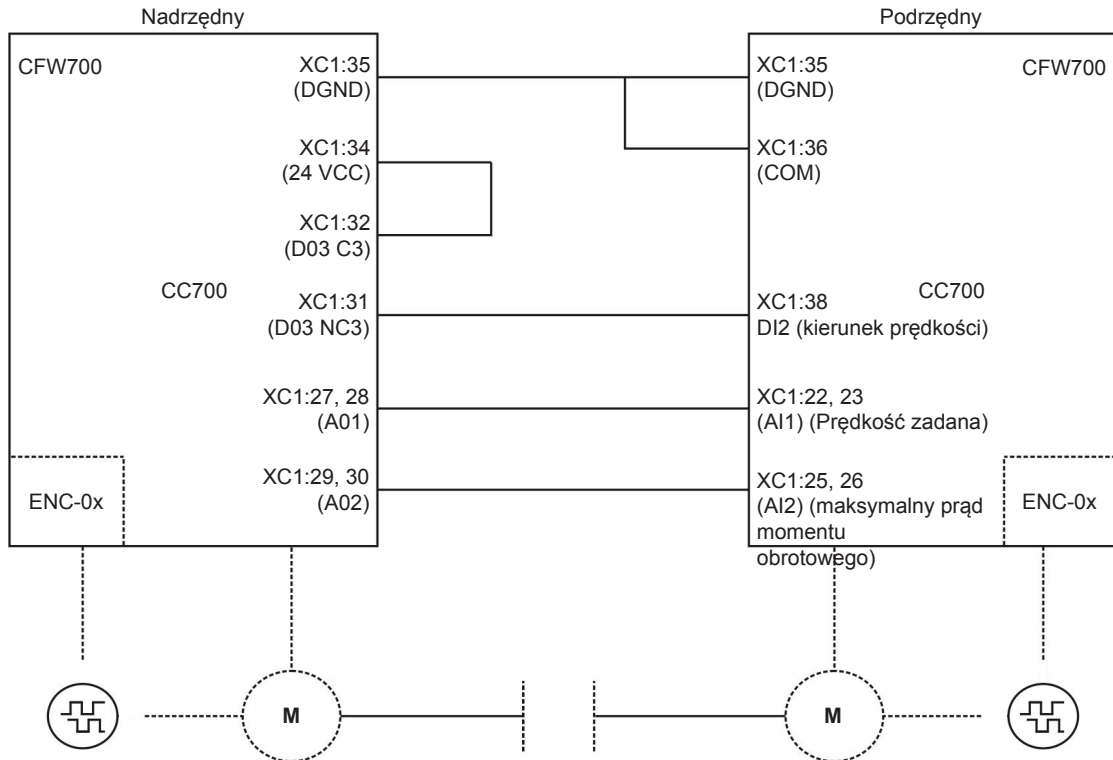 Nadrzędny
CFW700
XC1:35
(DGND)
XC1:34
(24 VCC)
XC1:32
(D03 C3)
CC700
XC1:31
(D03 NC3)
XC1:27, 28
(A01)
XC1:29, 30
(A02)
ENC-0x
M
Podrzędny
XC1:35
(DGND)
CFW700
XC1:36
(COM)
CC700
XC1:38
DI2 (kierunek prędkości)
XC1:22, 23
(AI1) (Prędkość zadana)
XC1:25, 26
(AI2) (maksymalny prąd
momentu
obrotowego)
ENC-0x
M